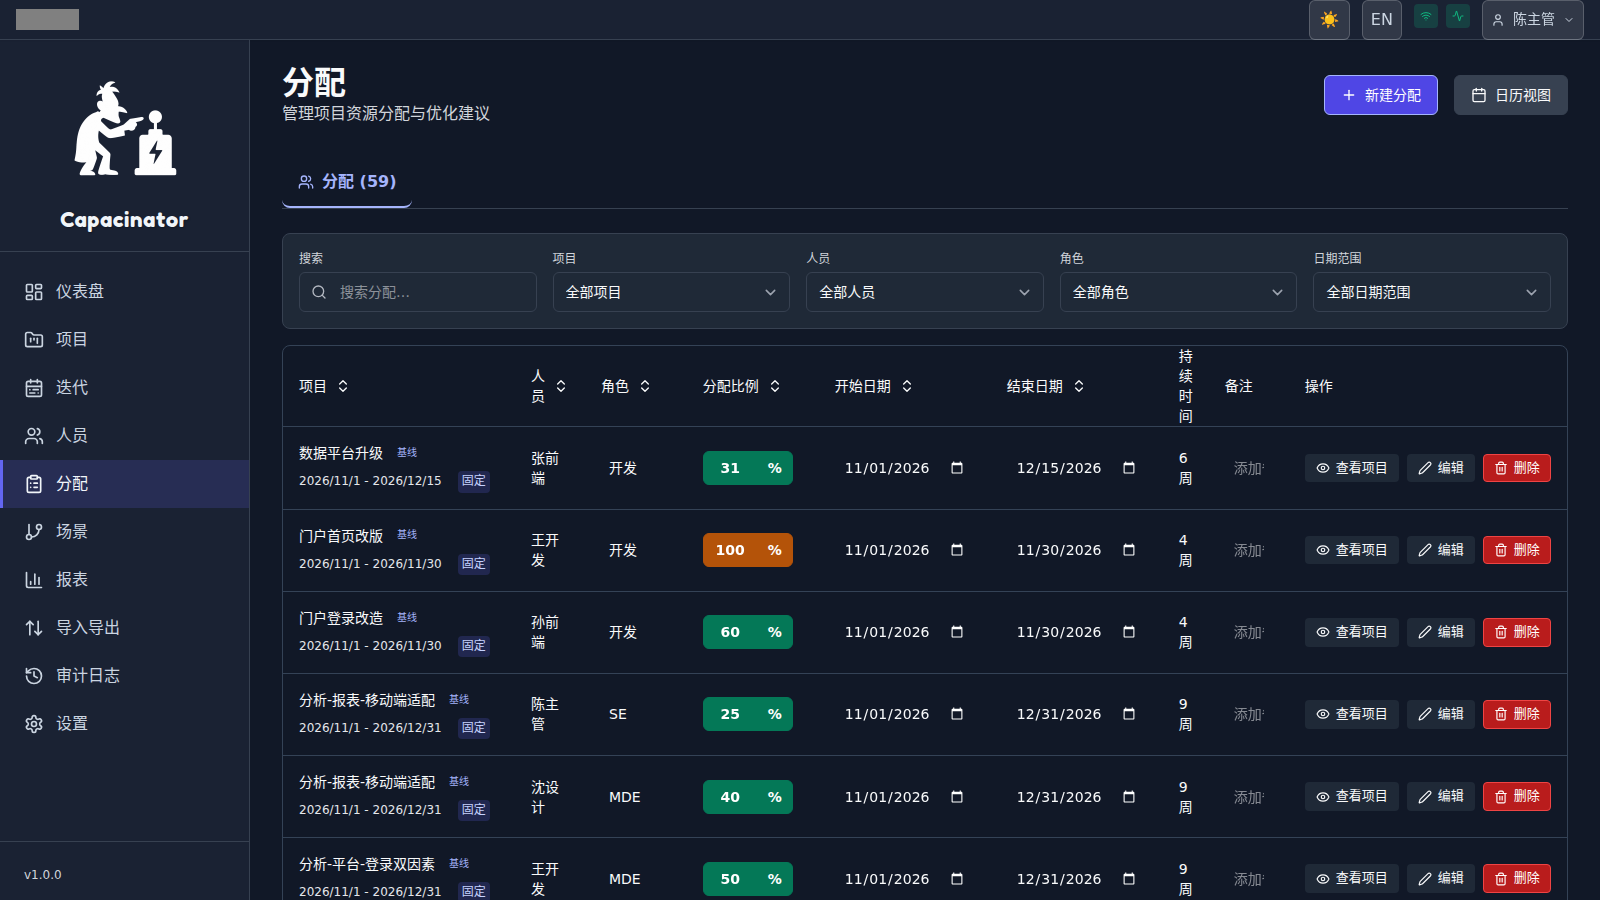 EN
陈主管
Capacinator
仪表盘
项目
迭代
人员
分配
场景
报表
导入导出
审计日志
设置
v1.0.0
分配
管理项目资源分配与优化建议
新建分配
日历视图
分配 (59)
搜索
项目
人员
角色
日期范围
搜索分配...
全部项目
全部人员
全部角色
全部日期范围
项目
人员
角色
分配比例
开始日期
结束日期
持续时间
备注
操作
数据平台升级 基线
2026/11/1 - 2026/12/15 固定
张前端
开发
31 %
11/01/2026
12/15/2026
6周
添加
查看项目
编辑
删除
门户首页改版 基线
2026/11/1 - 2026/11/30 固定
王开发
开发
100 %
11/01/2026
11/30/2026
4周
添加
查看项目
编辑
删除
门户登录改造 基线
2026/11/1 - 2026/11/30 固定
孙前端
开发
60 %
11/01/2026
11/30/2026
4周
添加
查看项目
编辑
删除
分析-报表-移动端适配 基线
2026/11/1 - 2026/12/31 固定
陈主管
SE
25 %
11/01/2026
12/31/2026
9周
添加
查看项目
编辑
删除
分析-报表-移动端适配 基线
2026/11/1 - 2026/12/31 固定
沈设计
MDE
40 %
11/01/2026
12/31/2026
9周
添加
查看项目
编辑
删除
分析-平台-登录双因素 基线
2026/11/1 - 2026/12/31 固定
王开发
MDE
50 %
11/01/2026
12/31/2026
9周
添加
查看项目
编辑
删除